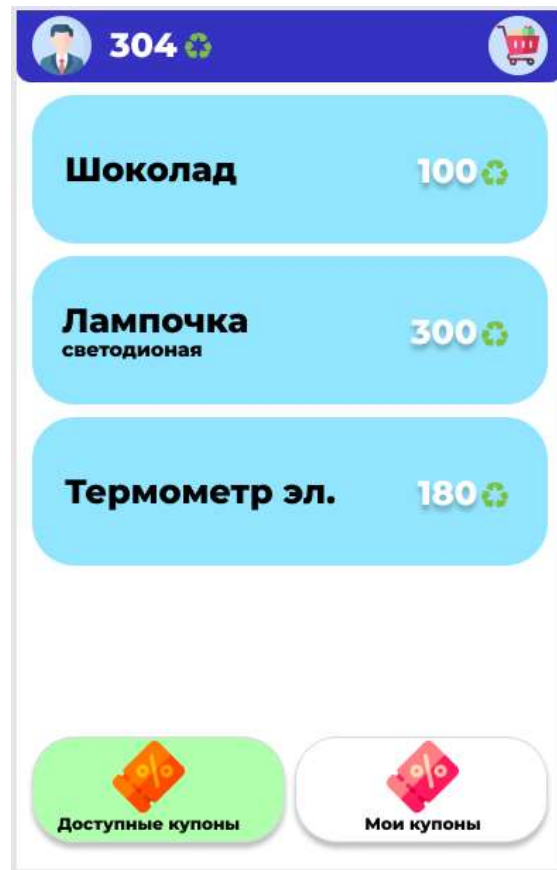 304
Шоколад
100
Лампочка
светодионая
300
Термометр эл.
180
Доступные купоны
Мои купоны